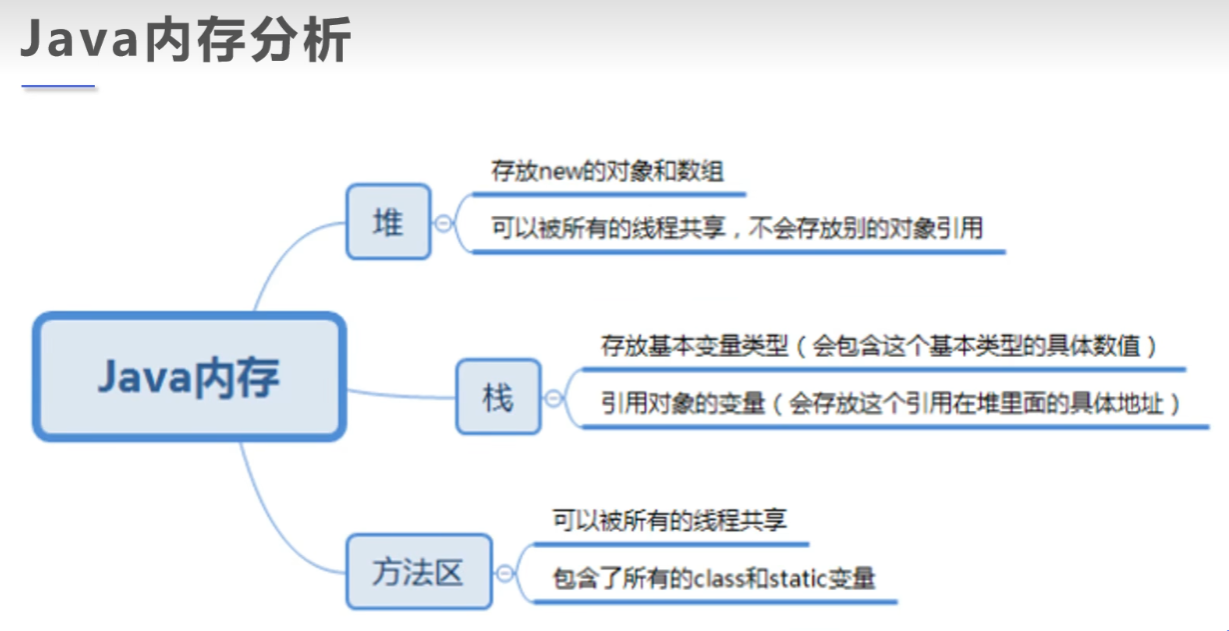 Java内存分析
堆
存放new的对象和数组
可以被所有的线程共享，不会存放别的对象引用
Java内存
栈
存放基本变量类型（会包含这个基本类型的具体数值）
引用对象的变量（会存放这个引用在堆里面的具体地址）
方法区
可以被所有的线程共享
包含了所有的class和static变量